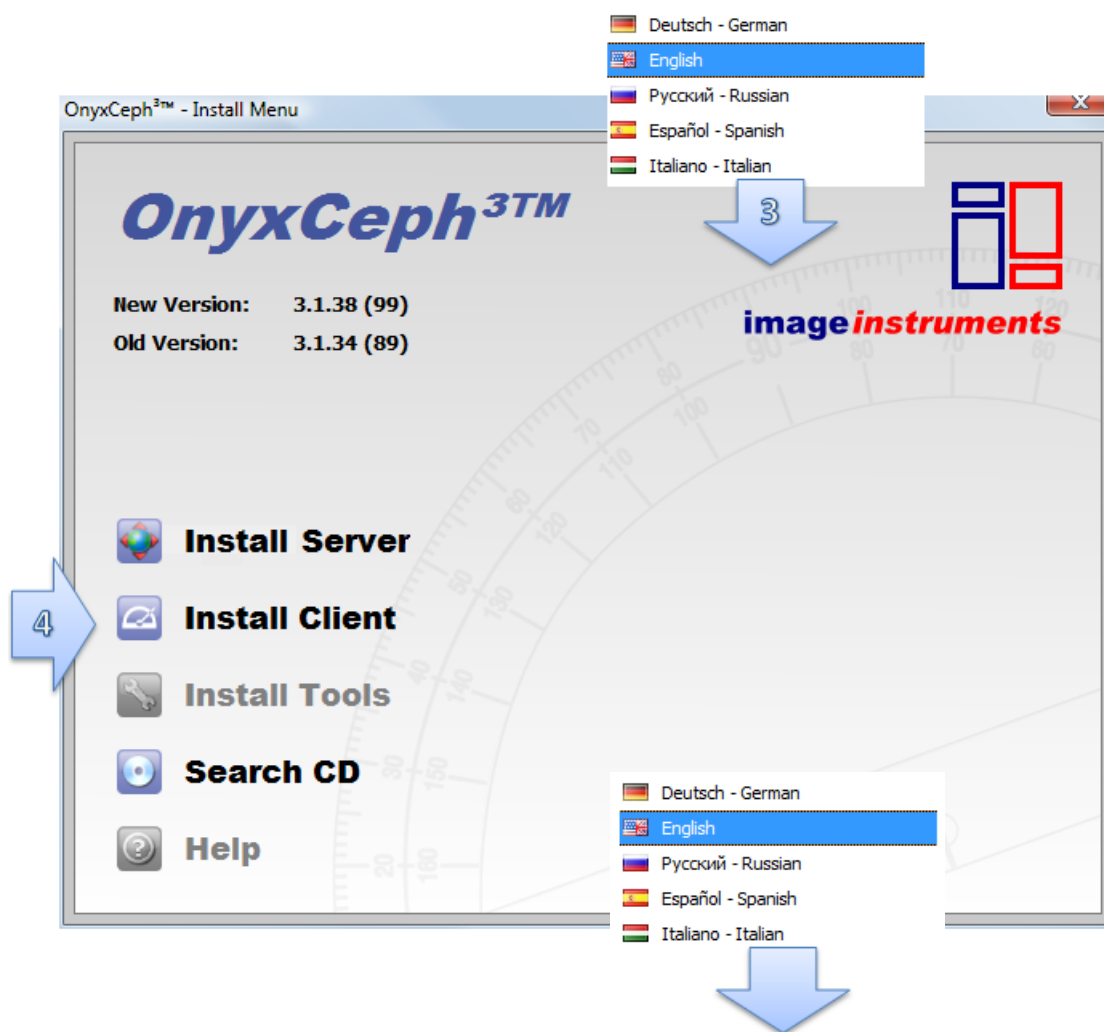 Deutsch - German
English
Русский - Russian
Español - Spanish
Italiano - Italian
OnyxCeph³™ - Install Menu
3
OnyxCeph³TM
imageinstruments
New Version: 3.1.38 (99)
Old Version: 3.1.34 (89)
Install Server
4
Install Client
Install Tools
Search CD
Help
Deutsch - German
English
Русский - Russian
Español - Spanish
Italiano - Italian